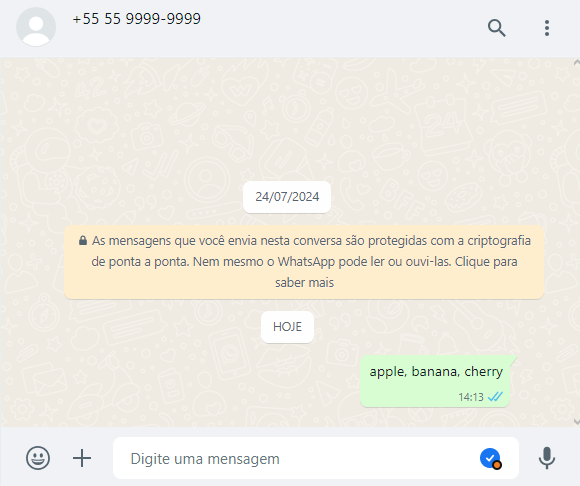 +55 55 9999-9999
24/07/2024
As mensagens que você envia nesta conversa são protegidas com a criptografia
de ponta a ponta. Nem mesmo o WhatsApp pode ler ou ouvi-las. Clique para
saber mais
HOJE
apple, banana, cherry
14:13
Digite uma mensagem